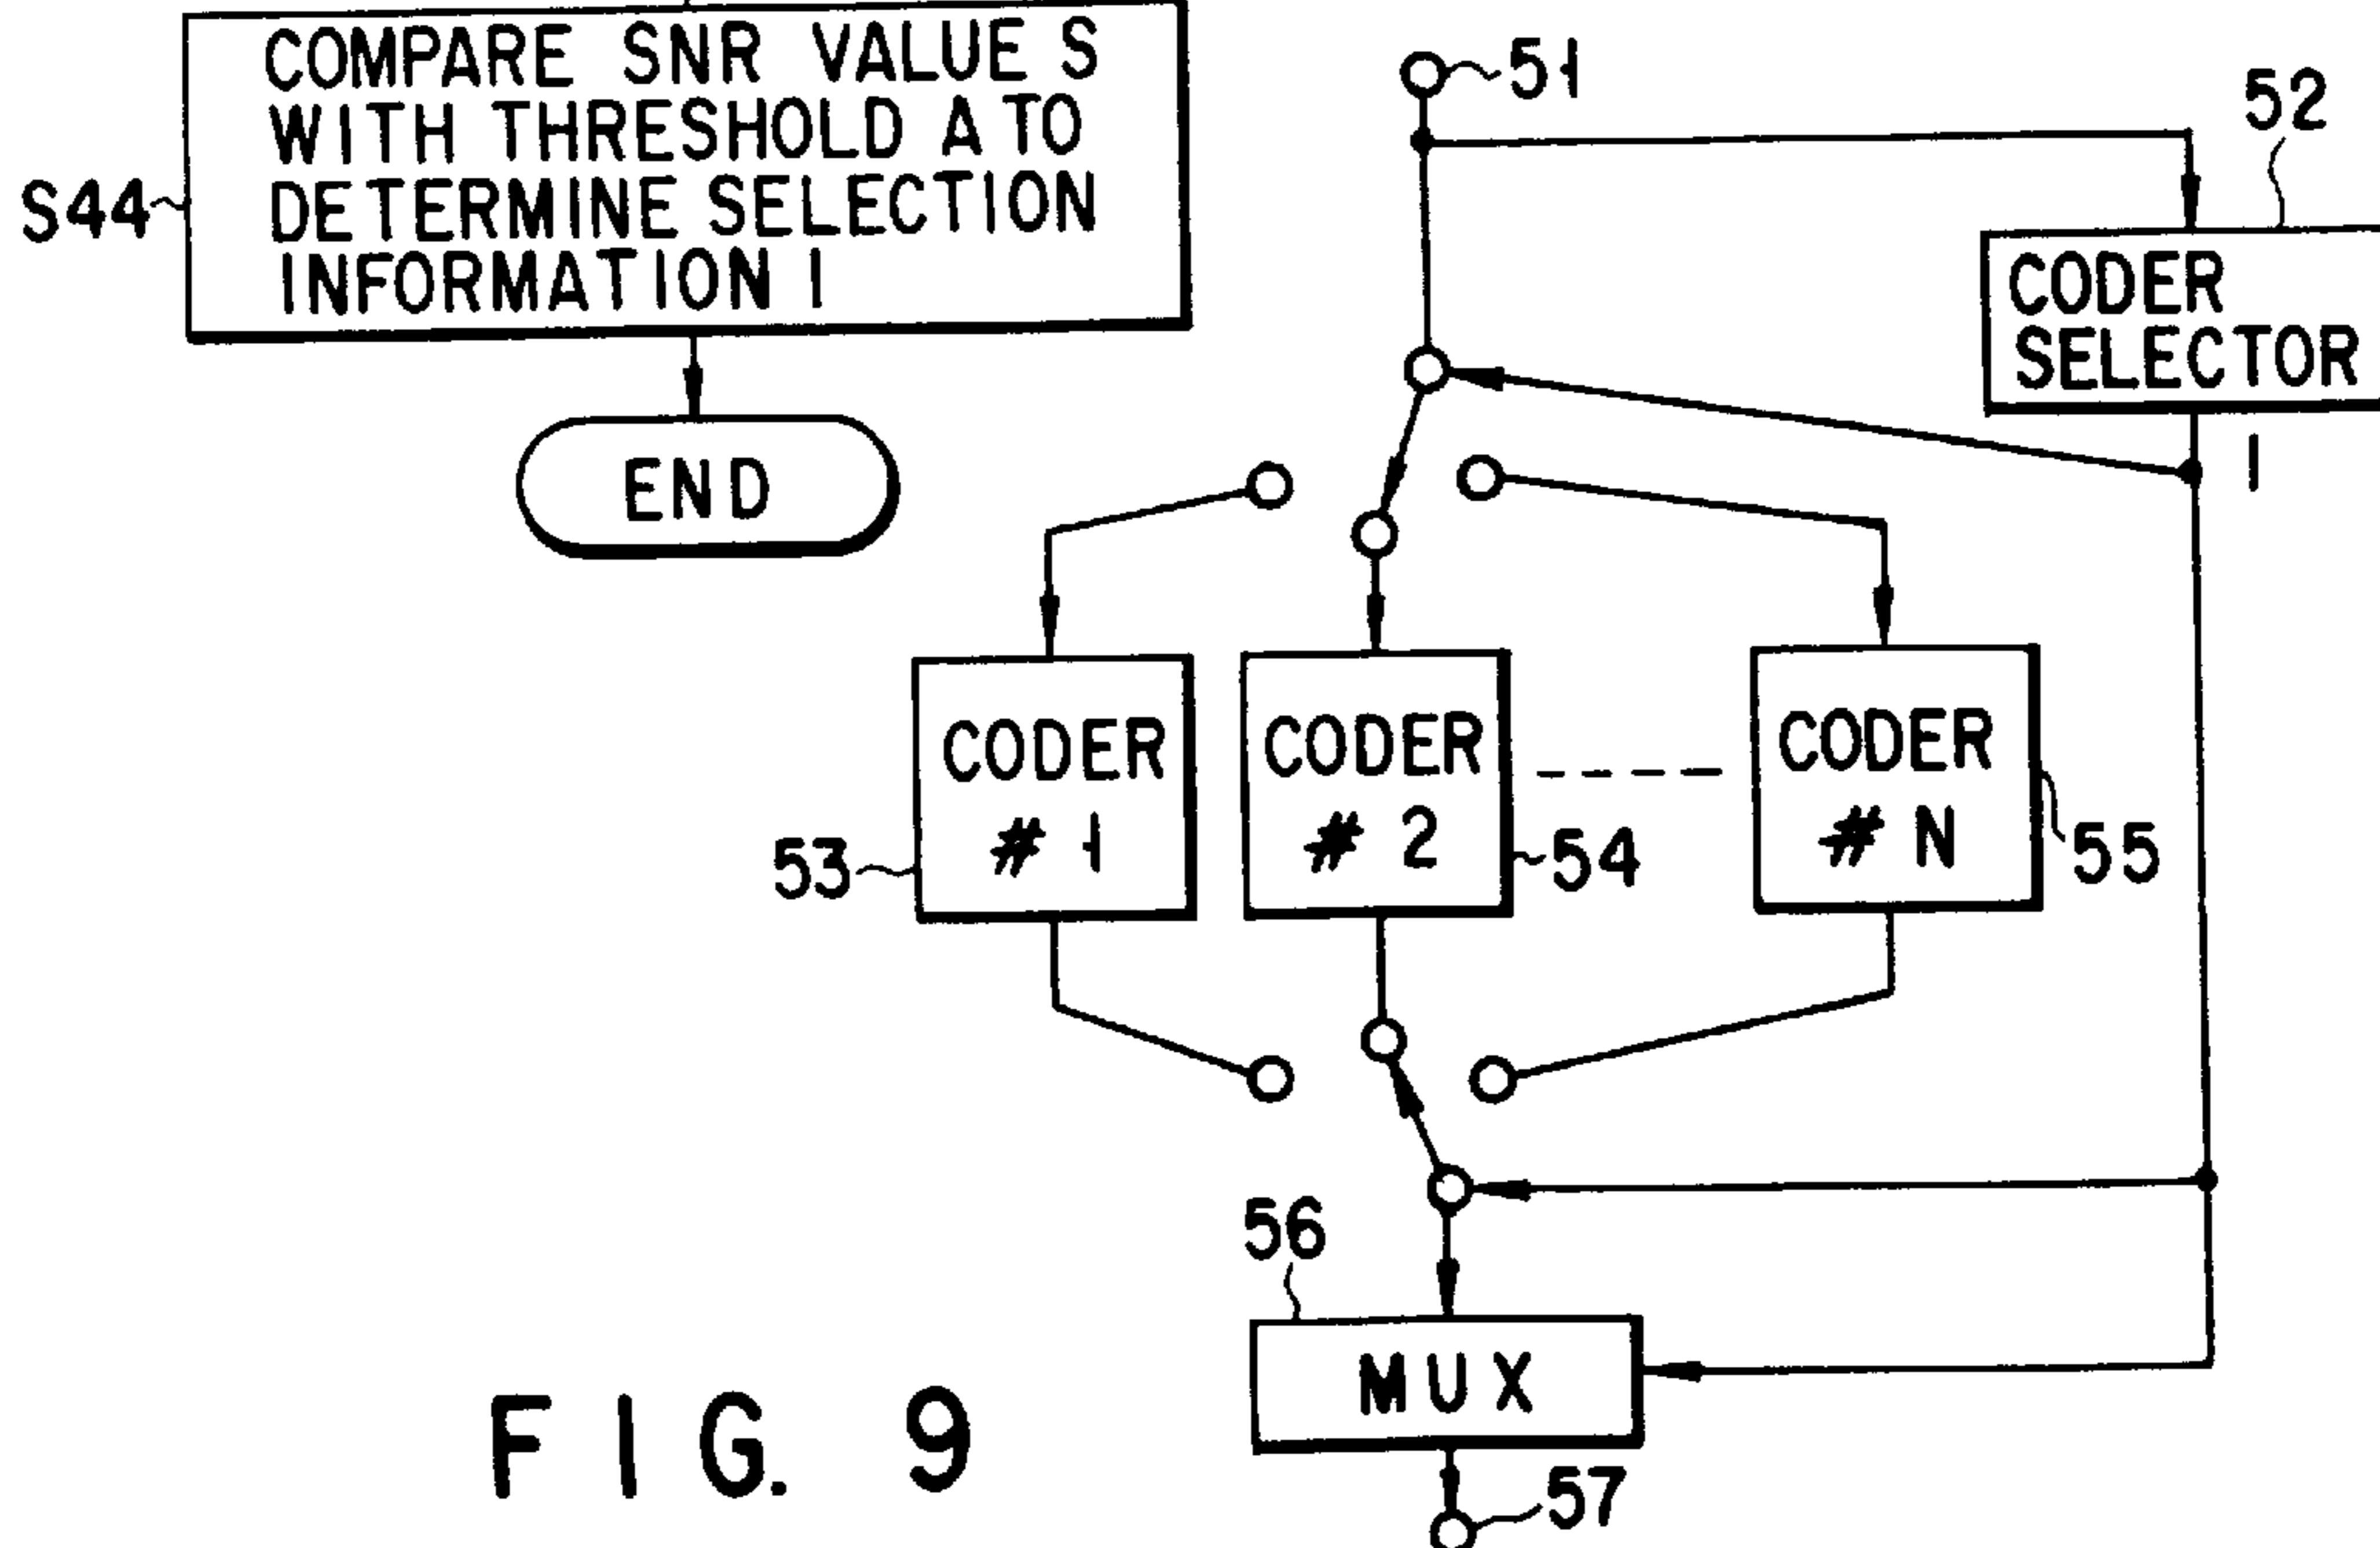 COMPARE SNR VALUE S
WITH THRESHOLD A TO
DETERMINE SELECTION
INFORMATION I
S44
END
51
52
CODER
SELECTOR
I
CODER
# 1
53
CODER
# 2
54
CODER
# N
55
56
MUX
57
FIG. 9